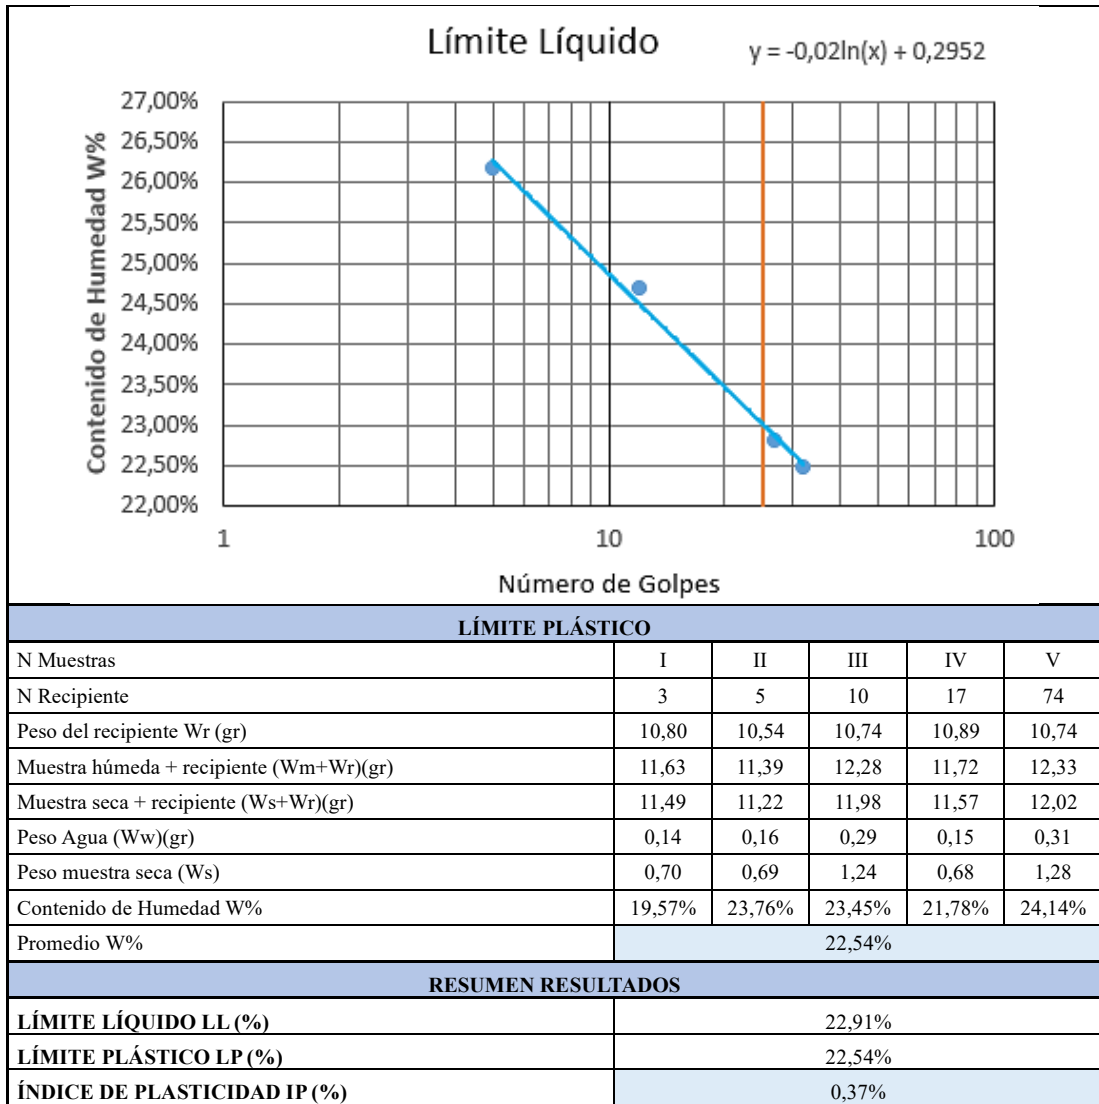 Límite Líquido
y = -0,02ln(x) + 0,2952
Contenido de Humedad W%
27,00%
26,50%
26,00%
25,50%
25,00%
24,50%
24,00%
23,50%
23,00%
22,50%
22,00%
1 10 100
Número de Golpes
LÍMITE PLÁSTICO
N Muestras I II III IV V
N Recipiente 3 5 10 17 74
Peso del recipiente Wr (gr) 10,80 10,54 10,74 10,89 10,74
Muestra húmeda + recipiente (Wm+Wr)(gr) 11,63 11,39 12,28 11,72 12,33
Muestra seca + recipiente (Ws+Wr)(gr) 11,49 11,22 11,98 11,57 12,02
Peso Agua (Ww)(gr) 0,14 0,16 0,29 0,15 0,31
Peso muestra seca (Ws) 0,70 0,69 1,24 0,68 1,28
Contenido de Humedad W% 19,57% 23,76% 23,45% 21,78% 24,14%
Promedio W% 22,54%
RESUMEN RESULTADOS
LÍMITE LÍQUIDO LL (%) 22,91%
LÍMITE PLÁSTICO LP (%) 22,54%
ÍNDICE DE PLASTICIDAD IP (%) 0,37%